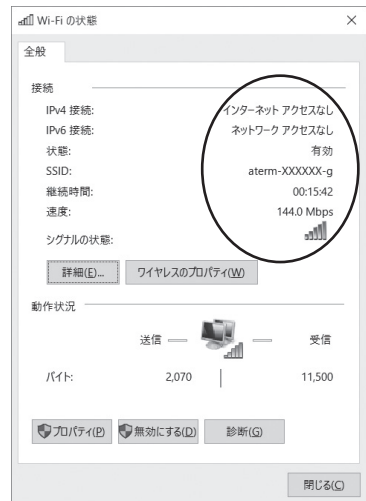 Wi-Fi の状態
全般
接続
IPv4 接続: インターネット アクセスなし
IPv6 接続: ネットワーク アクセスなし
状態: 有効
SSID: aterm-XXXXXX-g
継続時間: 00:15:42
速度: 144.0 Mbps
シグナルの状態:
詳細(E)... ワイヤレスのプロパティ(W)
動作状況
送信 受信
バイト: 2,070 11,500
プロパティ(P) 無効にする(D) 診断(G)
閉じる(C)